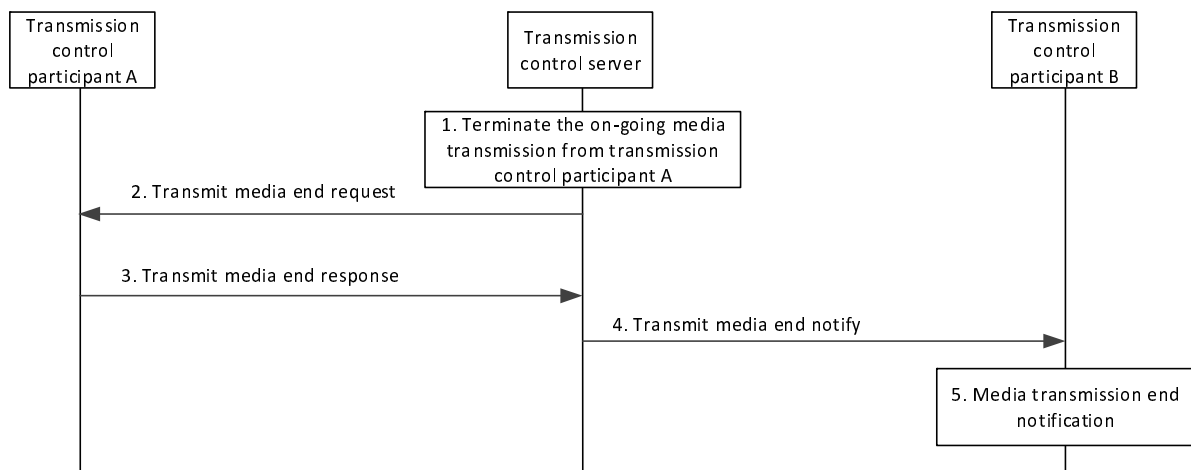 Transmission
control
participant A
Transmission
control server
Transmission
control
participant B
1. Terminate the on-going media
transmission from transmission
control participant A
2. Transmit media end request
3. Transmit media end response
4. Transmit media end notify
5. Media transmission end
notification